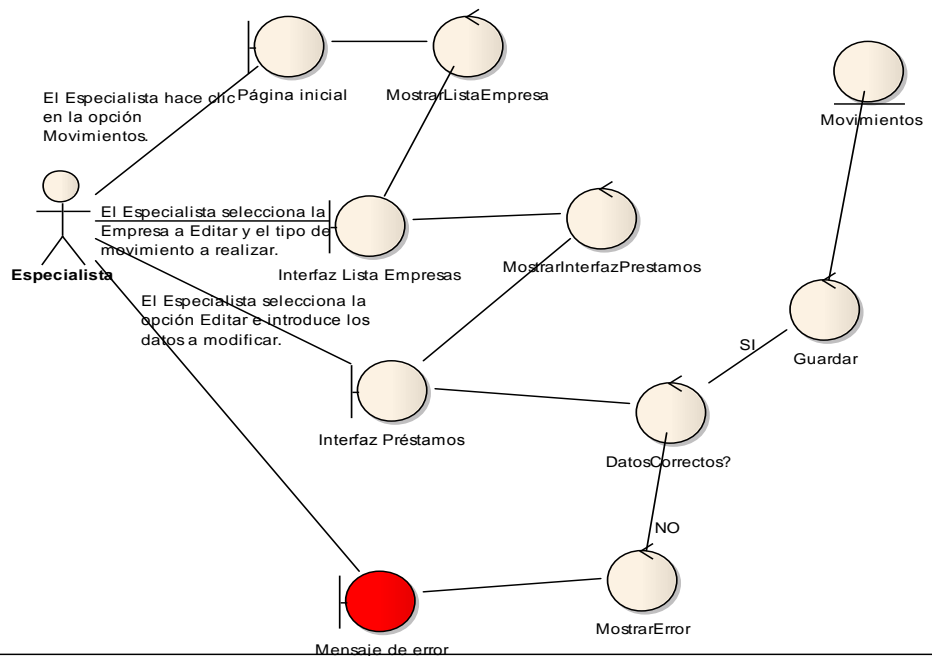 El Especialista hace clic
en la opción
Movimientos.
Página inicial
MostrarListaEmpresa
Movimientos
El Especialista selecciona la
Empresa a Editar y el tipo de
movimiento a realizar.
Especialista
Interfaz Lista Empresas
MostrarInterfazPrestamos
El Especialista selecciona la
opción Editar e introduce los
datos a modificar.
SI
Guardar
Interfaz Préstamos
DatosCorrectos?
NO
MostrarError
Mensaje de error